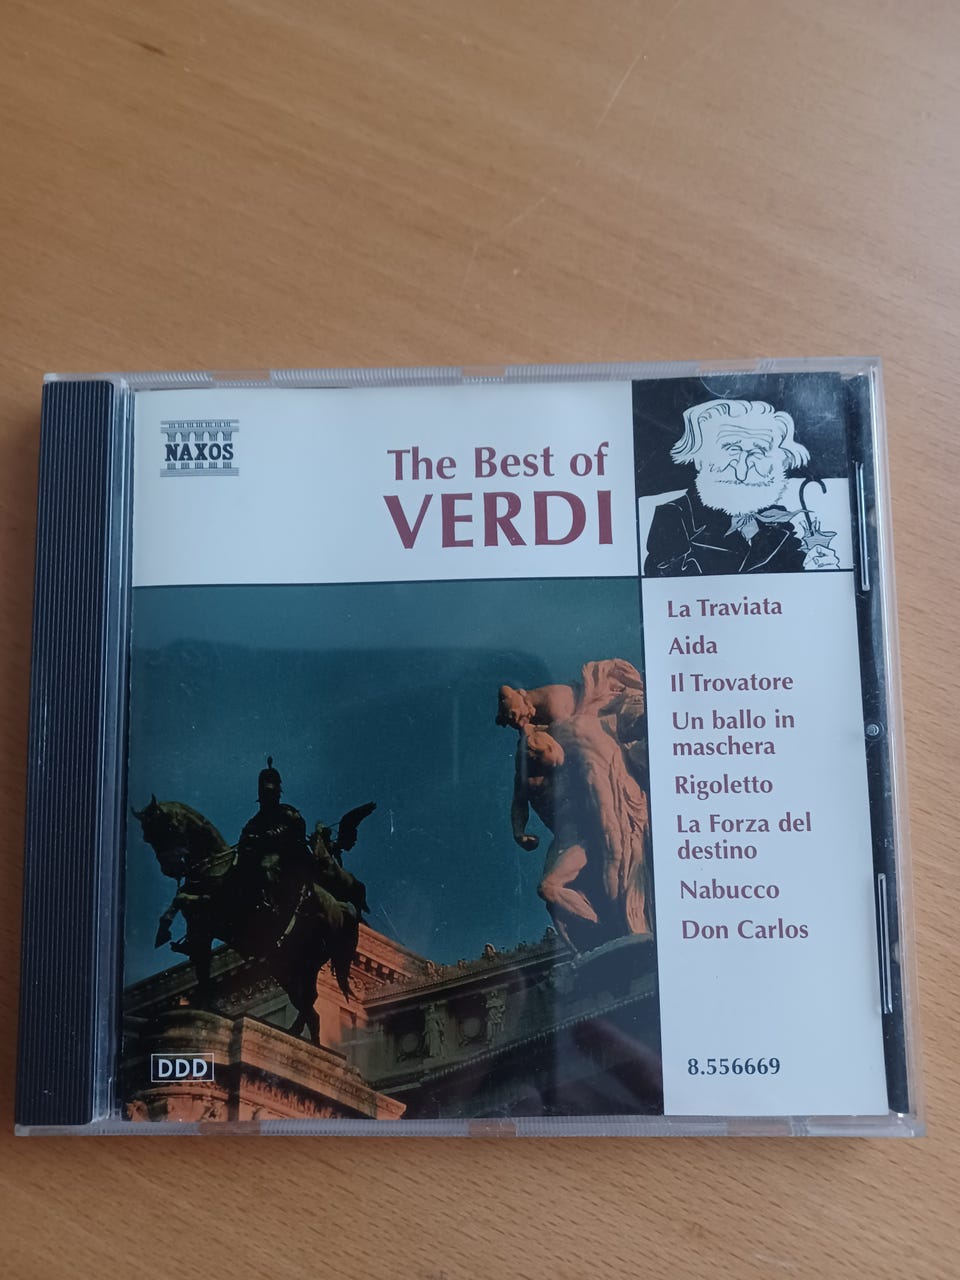 NAXOS
The Best of
VERDI
La Traviata
Aida
Il Trovatore
Un ballo in
maschera
Rigoletto
La Forza del
destino
Nabucco
Don Carlos
DDD
8.556669